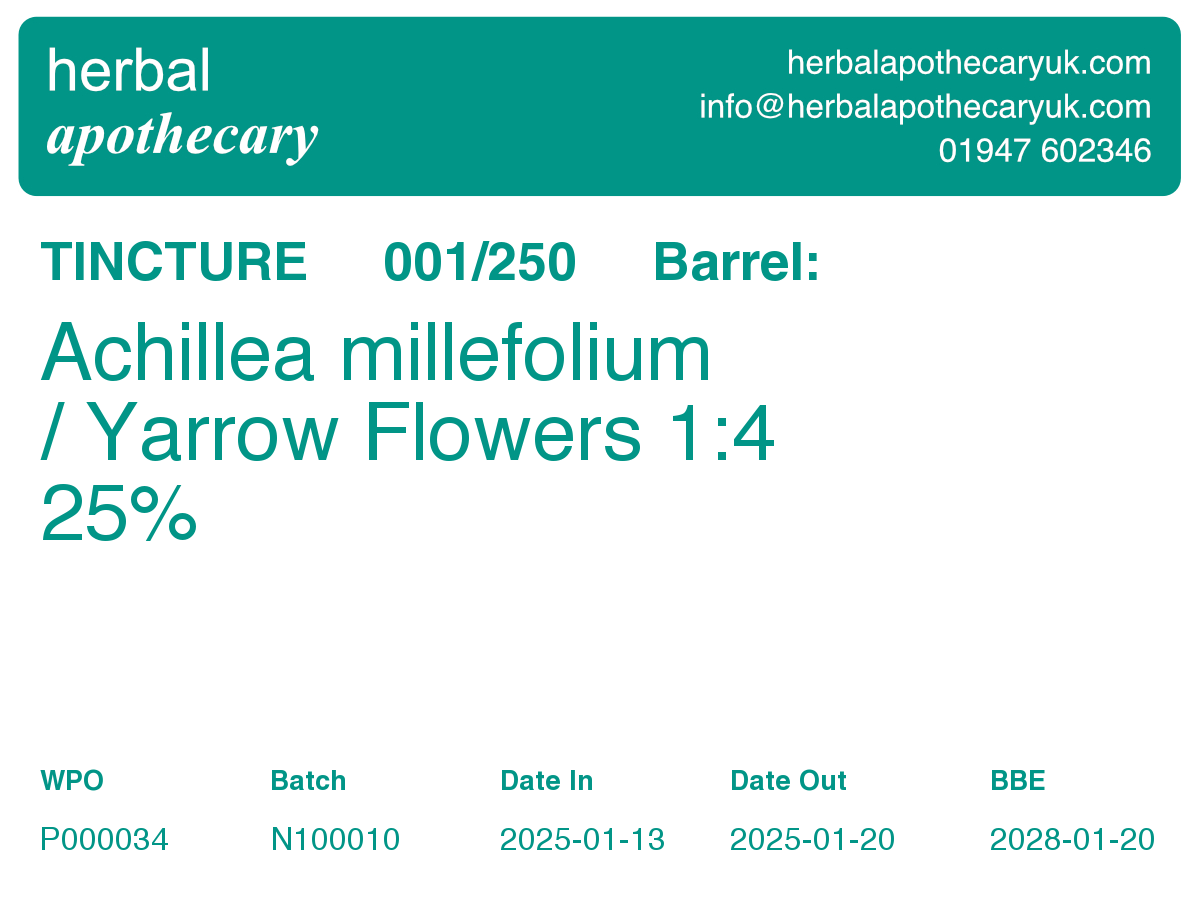 herbal
apothecary
herbalapothecaryuk.com
info@herbalapothecaryuk.com
01947 602346
TINCTURE 001/250 Barrel:
Achillea millefolium
/ Yarrow Flowers 1:4
25%
WPO Batch Date In Date Out BBE
P000034 N100010 2025-01-13 2025-01-20 2028-01-20